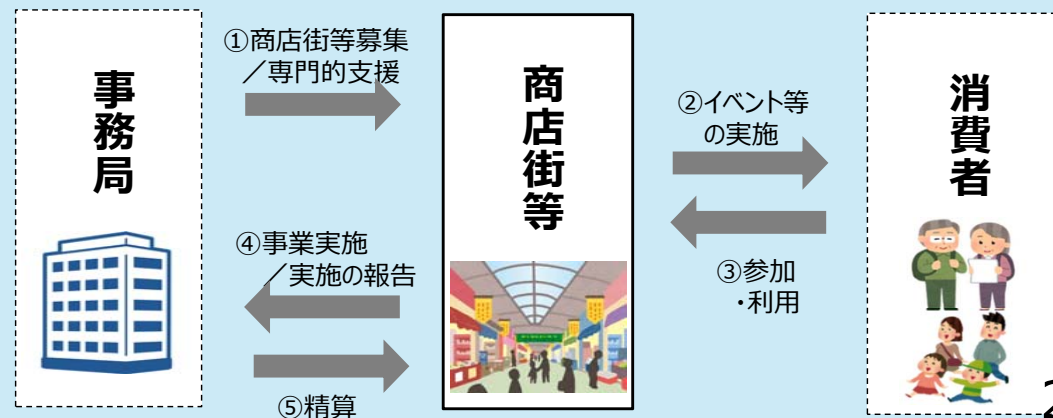 事務局
①商店街等募集
／専門的支援
④事業実施
／実施の報告
⑤精算
商店街等
②イベント等
の実施
③参加
・利用
消費者